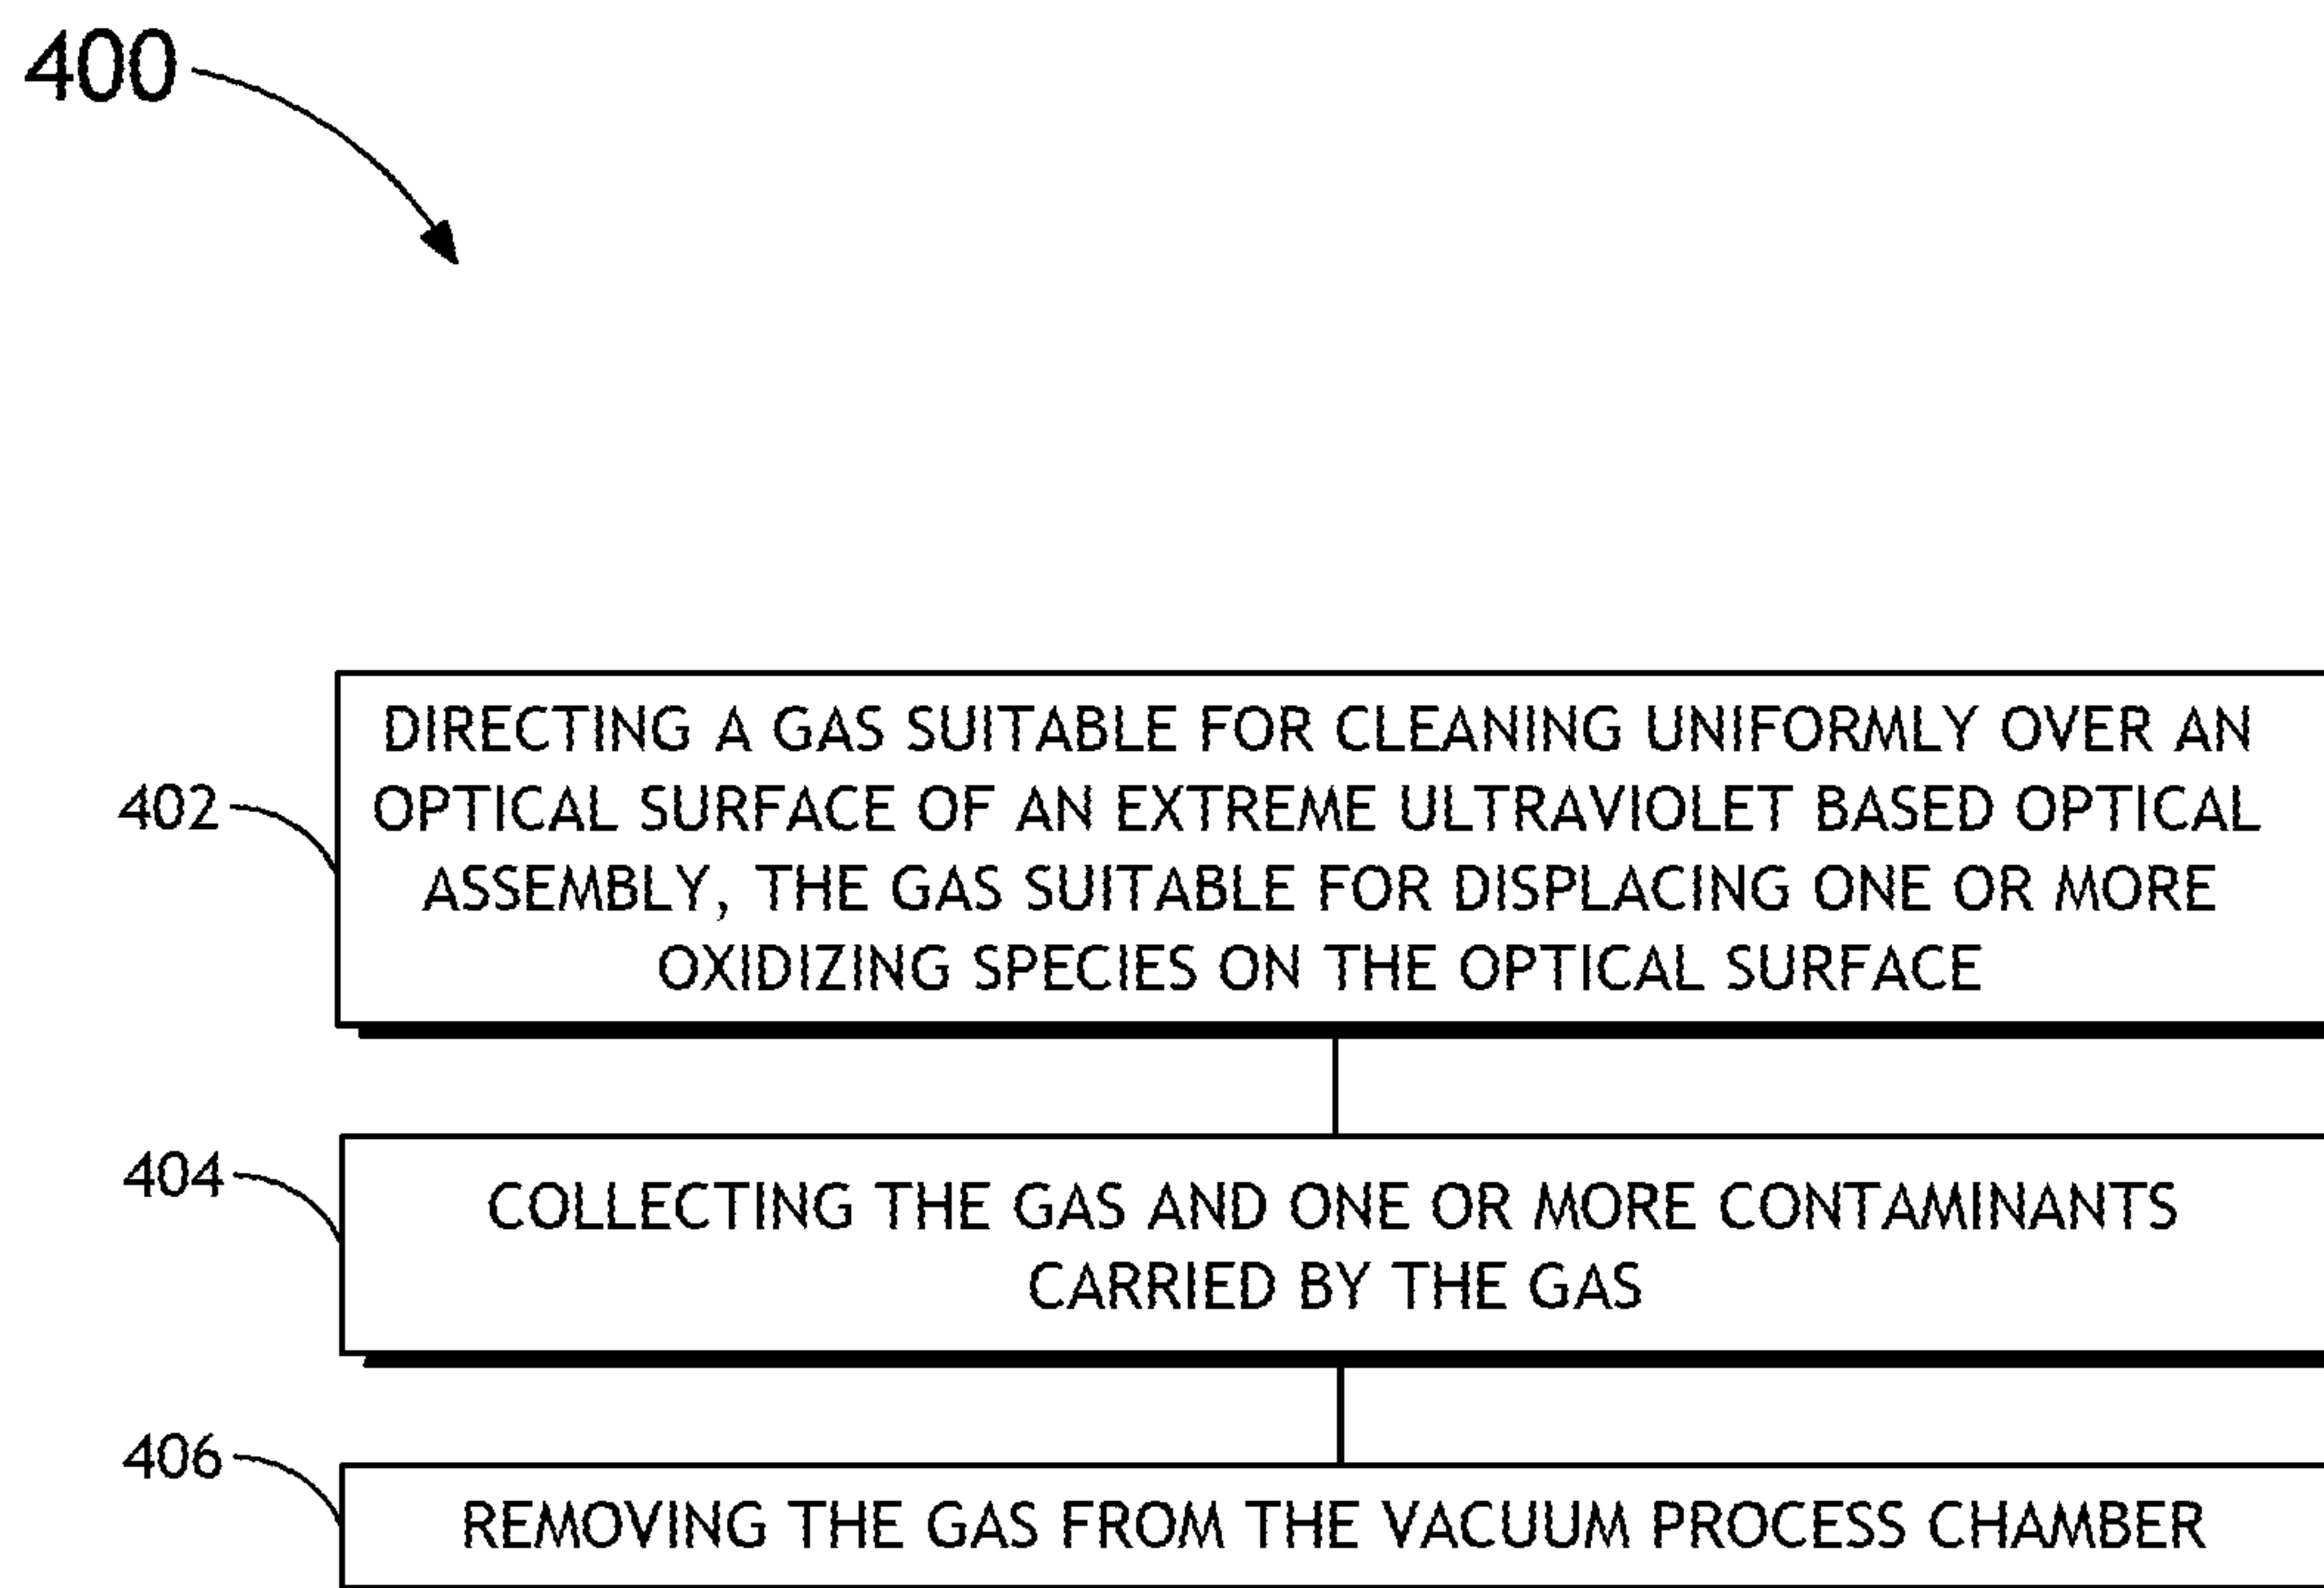 400
402
DIRECTING A GAS SUITABLE FOR CLEANING UNIFORMLY OVER AN
OPTICAL SURFACE OF AN EXTREME ULTRAVIOLET BASED OPTICAL
ASSEMBLY, THE GAS SUITABLE FOR DISPLACING ONE OR MORE
OXIDIZING SPECIES ON THE OPTICAL SURFACE
404
COLLECTING THE GAS AND ONE OR MORE CONTAMINANTS
CARRIED BY THE GAS
406
REMOVING THE GAS FROM THE VACUUM PROCESS CHAMBER